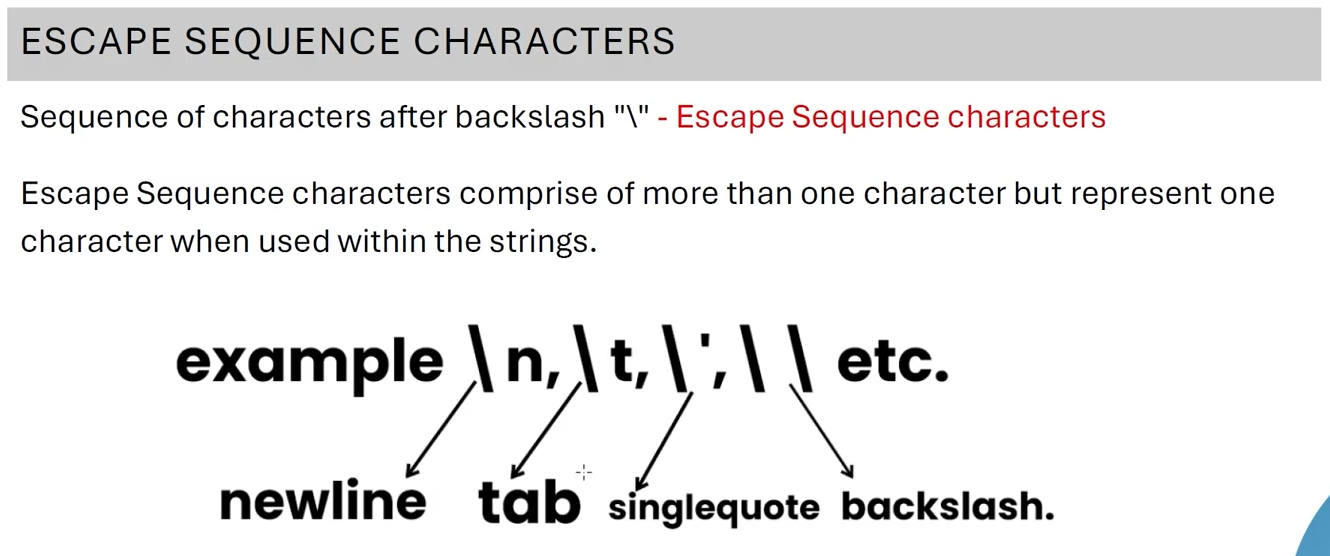 ESCAPE SEQUENCE CHARACTERS
Sequence of characters after backslash "\" - Escape Sequence characters
Escape Sequence characters comprise of more than one character but represent one
character when used within the strings.
example \n, \t, \', \ \ etc.
newline tab singlequote backslash.